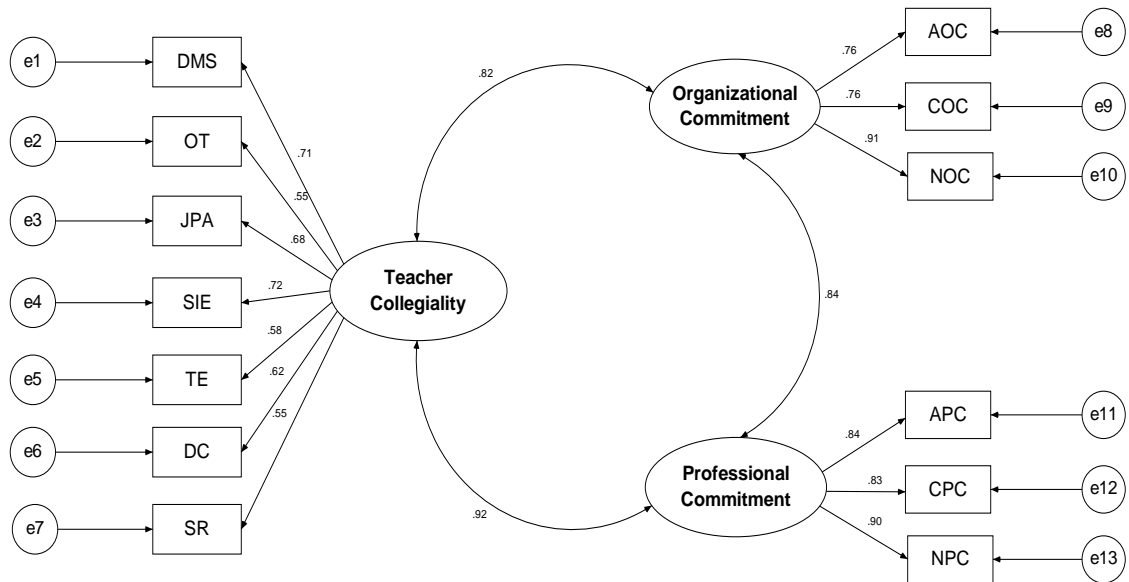 e1
DMS
.71
e2
OT
.55
e3
JPA
.68
e4
SIE
.72
e5
TE
.58
e6
DC
.62
e7
SR
.55
Teacher
Collegiality
.82
.92
.84
Organizational
Commitment
.76
AOC
e8
.76
COC
e9
.91
NOC
e10
Professional
Commitment
.84
APC
e11
.83
CPC
e12
.90
NPC
e13